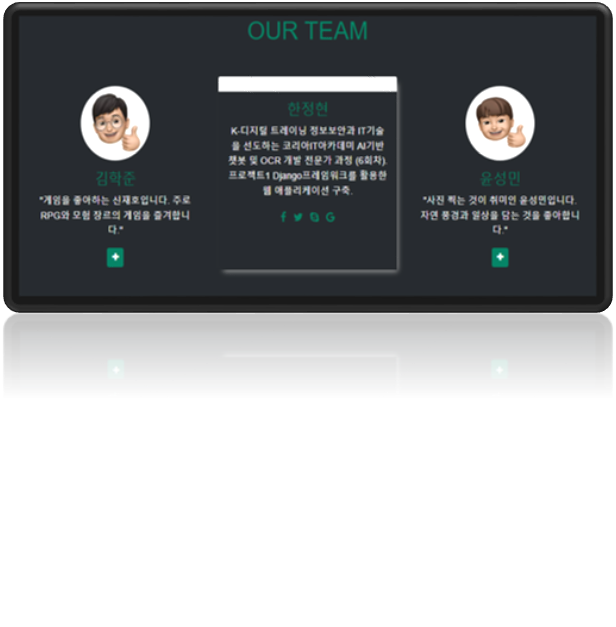 OUR TEAM
김학준
"게임을 좋아하는 신재호입니다. 주로
RPG와 모험 장르의 게임을 즐겨합니
다."
한정현
K-디지털 트레이닝 정보보안과 IT기술
을 선도하는 코리아IT아카데미 AI기반
챗봇 및 OCR 개발 전문가 과정 (6회차).
프로젝트1 Django프레임워크를 활용한
웹 애플리케이션 구축.
윤성민
"사진 찍는 것이 취미인 윤성민입니다.
자연 풍경과 일상을 담는 것을 좋아합니
다."